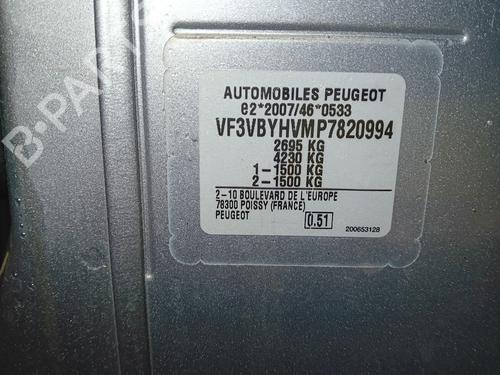 AUTOMOBILES PEUGEOT
e2*2007/46*0533
VF3VBYHVMP7820994
2695 KG
4230 KG
1-1500 KG
2-1500 KG
2-10 BOULEVARD DE L'EUROPE
78300 POISSY (FRANCE)
PEUGEOT
0.51
200653128
B-PARTS